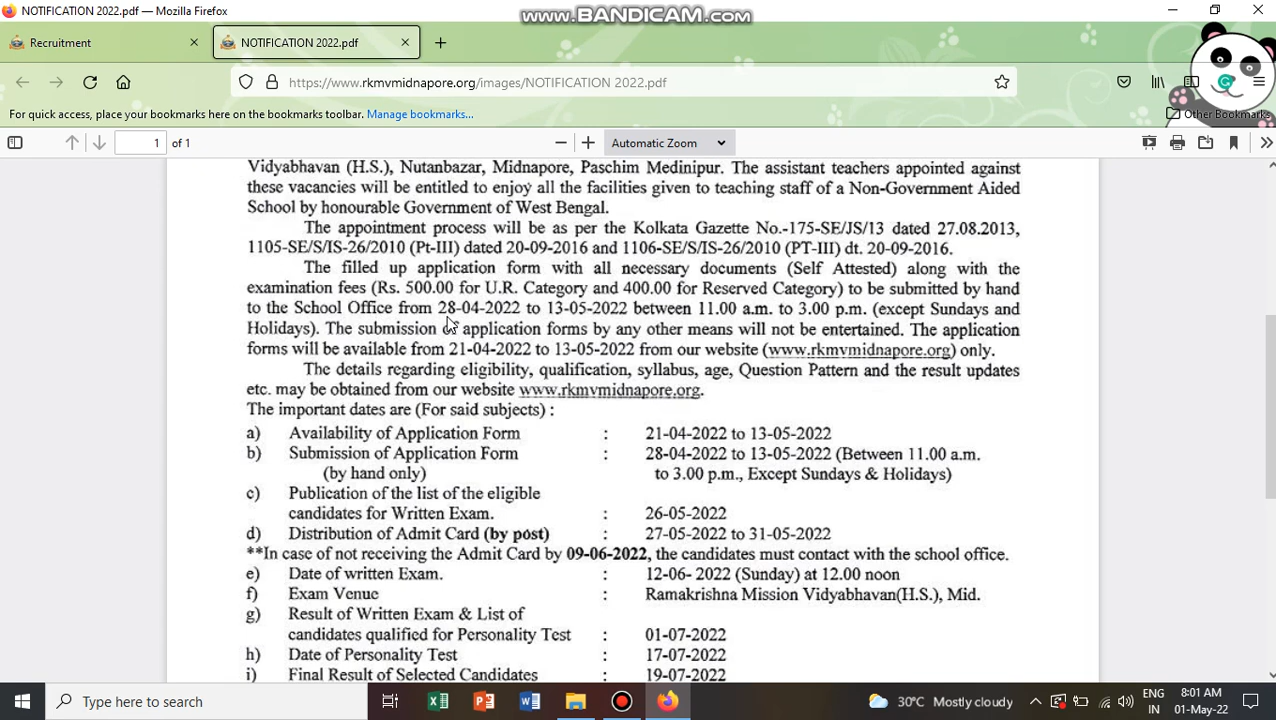 NOTIFICATION 2022.pdf — Mozilla Firefox
www.BANDICAM.com
Recruitment
NOTIFICATION 2022.pdf
https://www.rkmvmidnapore.org/images/NOTIFICATION 2022.pdf
For quick access, place your bookmarks here on the bookmarks toolbar. Manage bookmarks...
Other Bookmarks
1 of 1
Automatic Zoom
Vidyabhavan (H.S.), Nutanbazar, Midnapore, Paschim Medinipur. The assistant teachers appointed against
these vacancies will be entitled to enjoy all the facilities given to teaching staff of a Non-Government Aided
School by honourable Government of West Bengal.
The appointment process will be as per the Kolkata Gazette No.-175-SE/JS/13 dated 27.08.2013,
1105-SE/S/IS-26/2010 (Pt-III) dated 20-09-2016 and 1106-SE/S/IS-26/2010 (PT-III) dt. 20-09-2016.
The filled up application form with all necessary documents (Self Attested) along with the
examination fees (Rs. 500.00 for U.R. Category and 400.00 for Reserved Category) to be submitted by hand
to the School Office from 28-04-2022 to 13-05-2022 between 11.00 a.m. to 3.00 p.m. (except Sundays and
Holidays). The submission of application forms by any other means will not be entertained. The application
forms will be available from 21-04-2022 to 13-05-2022 from our website (www.rkmvmidnapore.org) only.
The details regarding eligibility, qualification, syllabus, age, Question Pattern and the result updates
etc. may be obtained from our website www.rkmvmidnapore.org.
The important dates are (For said subjects) :
a) Availability of Application Form : 21-04-2022 to 13-05-2022
b) Submission of Application Form : 28-04-2022 to 13-05-2022 (Between 11.00 a.m.
(by hand only) to 3.00 p.m., Except Sundays & Holidays)
c) Publication of the list of the eligible
candidates for Written Exam. : 26-05-2022
d) Distribution of Admit Card (by post) : 27-05-2022 to 31-05-2022
**In case of not receiving the Admit Card by 09-06-2022, the candidates must contact with the school office.
e) Date of written Exam. : 12-06- 2022 (Sunday) at 12.00 noon
f) Exam Venue : Ramakrishna Mission Vidyabhavan(H.S.), Mid.
g) Result of Written Exam & List of
candidates qualified for Personality Test : 01-07-2022
h) Date of Personality Test : 17-07-2022
i) Final Result of Selected Candidates : 19-07-2022
Type here to search
30°C Mostly cloudy
ENG
IN
8:01 AM
01-May-22